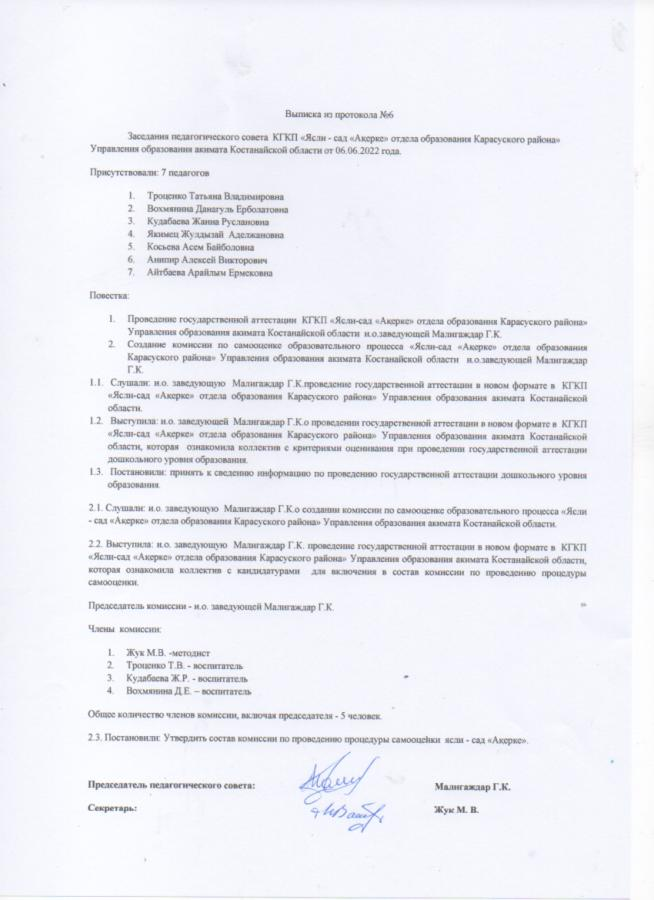 Выписка из протокола №6
Заседания педагогического совета КГКП «Ясли - сад «Акерке» отдела образования Карасуского района»
Управления образования акимата Костанайской области от 06.06.2022 года.
Присутствовали: 7 педагогов
1. Троценко Татьяна Владимировна
2. Вохмянина Данагуль Ерболатовна
3. Кудабаева Жанна Руслановна
4. Якимец Жулдызай Аделжановна
5. Косьева Асем Байболовна
6. Анипир Алексей Викторович
7. Айтбаева Арайлым Ермековна
Повестка:
1. Проведение государственной аттестации КГКП «Ясли-сад «Акерке» отдела образования Карасуского района»
Управления образования акимата Костанайской области и.о.заведующей Малигаждар Г.К.
2. Создание комиссии по самооценке образовательного процесса «Ясли-сад «Акерке» отдела образования
Карасуского района» Управления образования акимата Костанайской области и.о.заведующей Малигаждар
Г.К.
1.1. Слушали: и.о. заведующую Малигаждар Г.К.проведение государственной аттестации в новом формате в КГКП
«Ясли-сад «Акерке» отдела образования Карасуского района» Управления образования акимата Костанайской
области.
1.2. Выступила: и.о. заведующей Малигаждар Г.К.о проведении государственной аттестации в новом формате в КГКП
«Ясли-сад «Акерке» отдела образования Карасуского района» Управления образования акимата Костанайской
области, которая ознакомила коллектив с критериями оценивания при проведении государственной аттестации
дошкольного уровня образования.
1.3. Постановили: принять к сведению информацию по проведению государственной аттестации дошкольного уровня
образования.
2.1. Слушали: и.о. заведующую Малигаждар Г.К.о создании комиссии по самооценке образовательного процесса «Ясли
- сад «Акерке» отдела образования Карасуского района» Управления образования акимата Костанайской области.
2.2. Выступила: и.о. заведующую Малигаждар Г.К. проведение государственной аттестации в новом формате в КГКП
«Ясли-сад «Акерке» отдела образования Карасуского района» Управления образования акимата Костанайской области,
которая ознакомила коллектив с кандидатурами для включения в состав комиссии по проведению процедуры
самооценки.
Председатель комиссии - и.о. заведующей Малигаждар Г.К.
Члены комиссии:
1. Жук М.В. -методист
2. Троценко Т.В. - воспитатель
3. Кудабаева Ж.Р. - воспитатель
4. Вохмянина Д.Е. – воспитатель
Общее количество членов комиссии, включая председателя - 5 человек.
2.3. Постановили: Утвердить состав комиссии по проведению процедуры самооценки ясли - сад «Акерке».
Председатель педагогического совета: Малигаждар Г.К.
Секретарь: Жук М. В.